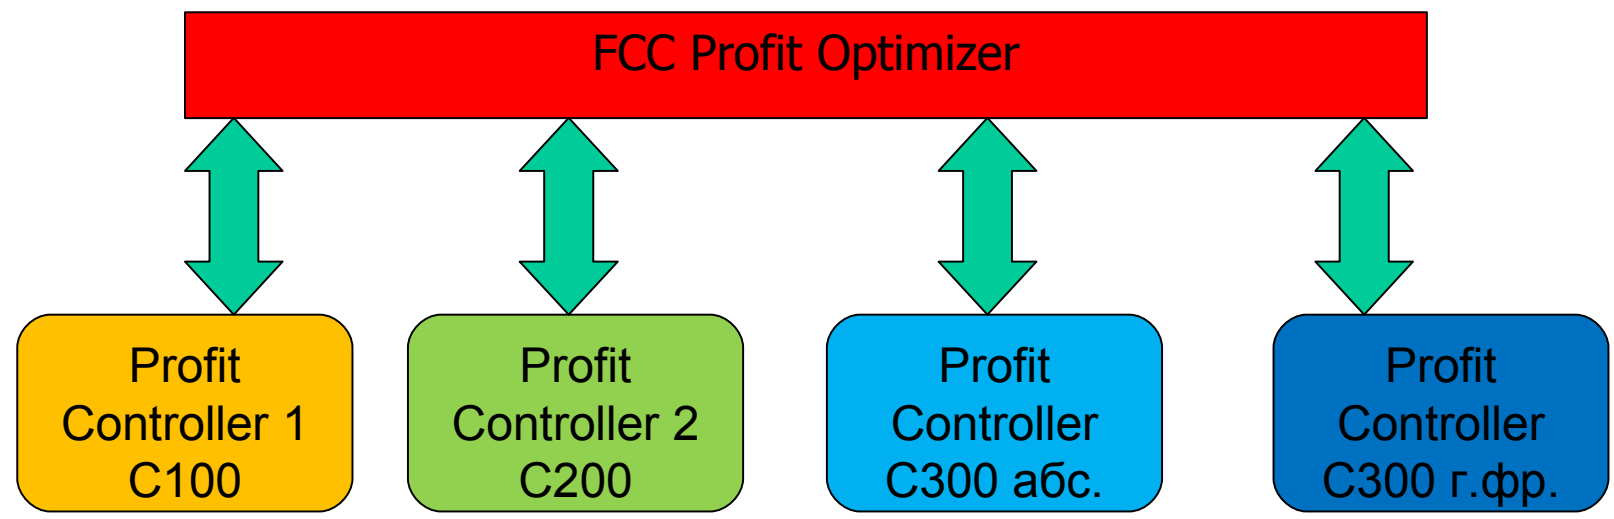 FCC Profit Optimizer
Profit
Controller 1
C100
Profit
Controller 2
C200
Profit
Controller
C300 абс.
Profit
Controller
C300 г.фр.